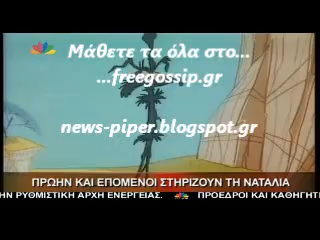 Μάθετε τα όλα στο...
...freegossip.gr
news-piper.blogspot.gr
ΠΡΩΗΝ ΚΑΙ ΕΠΟΜΕΝΟΙ ΣΤΗΡΙΖΟΥΝ ΤΗ ΝΑΤΑΛΙΑ
ΗΝ ΡΥΘΜΙΣΤΙΚΗ ΑΡΧΗ ΕΝΕΡΓΕΙΑΣ. ΠΡΟΕΔΡΟΙ ΚΑΙ ΚΑΘΗΓΗΤ